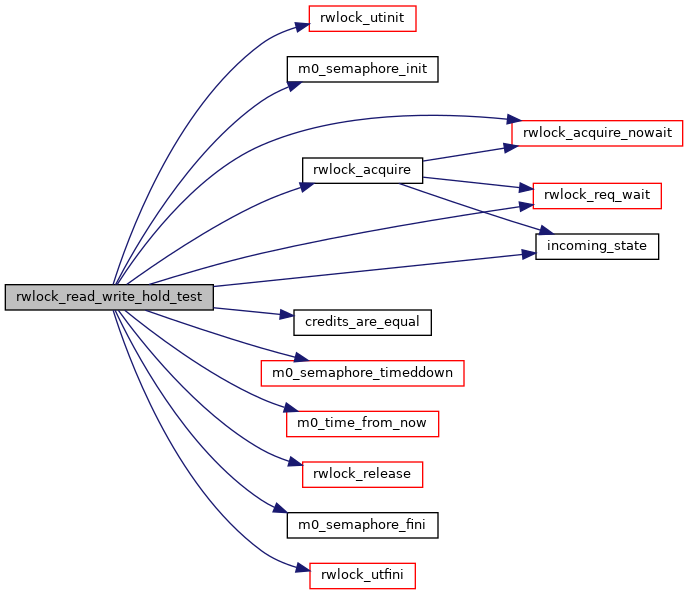 rwlock_utinit
m0_semaphore_init
rwlock_acquire_nowait
rwlock_acquire
rwlock_req_wait
incoming_state
rwlock_read_write_hold_test
credits_are_equal
m0_semaphore_timeddown
m0_time_from_now
rwlock_release
m0_semaphore_fini
rwlock_utfini